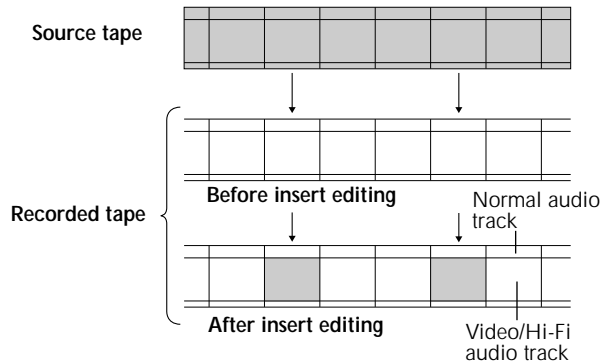 Source tape
Before insert editing
Normal audio
track
Recorded tape
After insert editing
Video/Hi-Fi
audio track